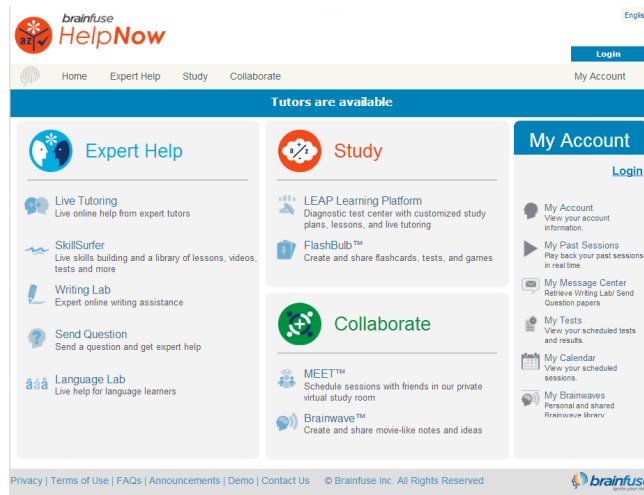 brainfuse
HelpNow
Englis
Login
Home Expert Help Study Collaborate My Account
Tutors are available
Expert Help
Live Tutoring
Live online help from expert tutors
SkillSurfer
Live skills building and a library of lessons, videos,
tests and more
Writing Lab
Expert online writing assistance
Send Question
Send a question and get expert help
áâá Language Lab
Live help for language learners
Study
LEAP Learning Platform
Diagnostic test center with customized study
plans, lessons, and live tutoring
FlashBulb™
Create and share flashcards, tests, and games
Collaborate
MEET™
Schedule sessions with friends in our private
virtual study room
Brainwave™
Create and share movie-like notes and ideas
My Account
Login
My Account
View your account
information.
My Past Sessions
Play back your past sessions
in real time.
My Message Center
Retrieve Writing Lab/ Send
Question papers
My Tests
View your scheduled tests
and results.
My Calendar
View your scheduled
sessions.
My Brainwaves
Personal and shared
Brainwave library
Privacy | Terms of Use | FAQs | Announcements | Demo | Contact Us © Brainfuse Inc. All Rights Reserved
brainfuse